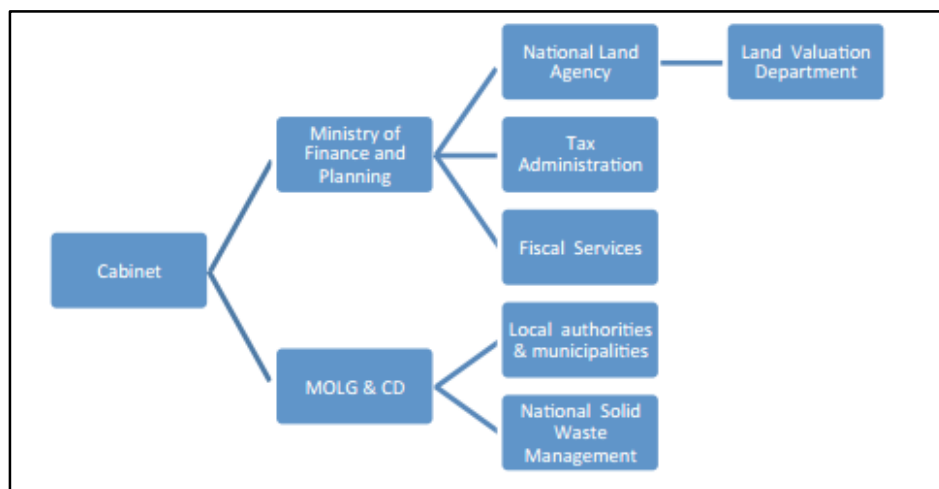 National Land
Agency
Land Valuation
Department
Ministry of
Finance and
Planning
Tax
Administration
Fiscal Services
Cabinet
MOLG & CD
Local authorities
& municipalities
National Solid
Waste
Management